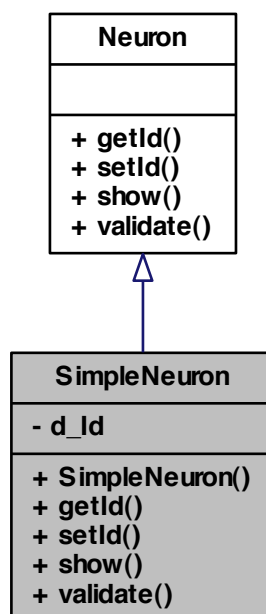 Neuron
+ getId()
+ setId()
+ show()
+ validate()
SimpleNeuron
- d_Id
+ SimpleNeuron()
+ getId()
+ setId()
+ show()
+ validate()